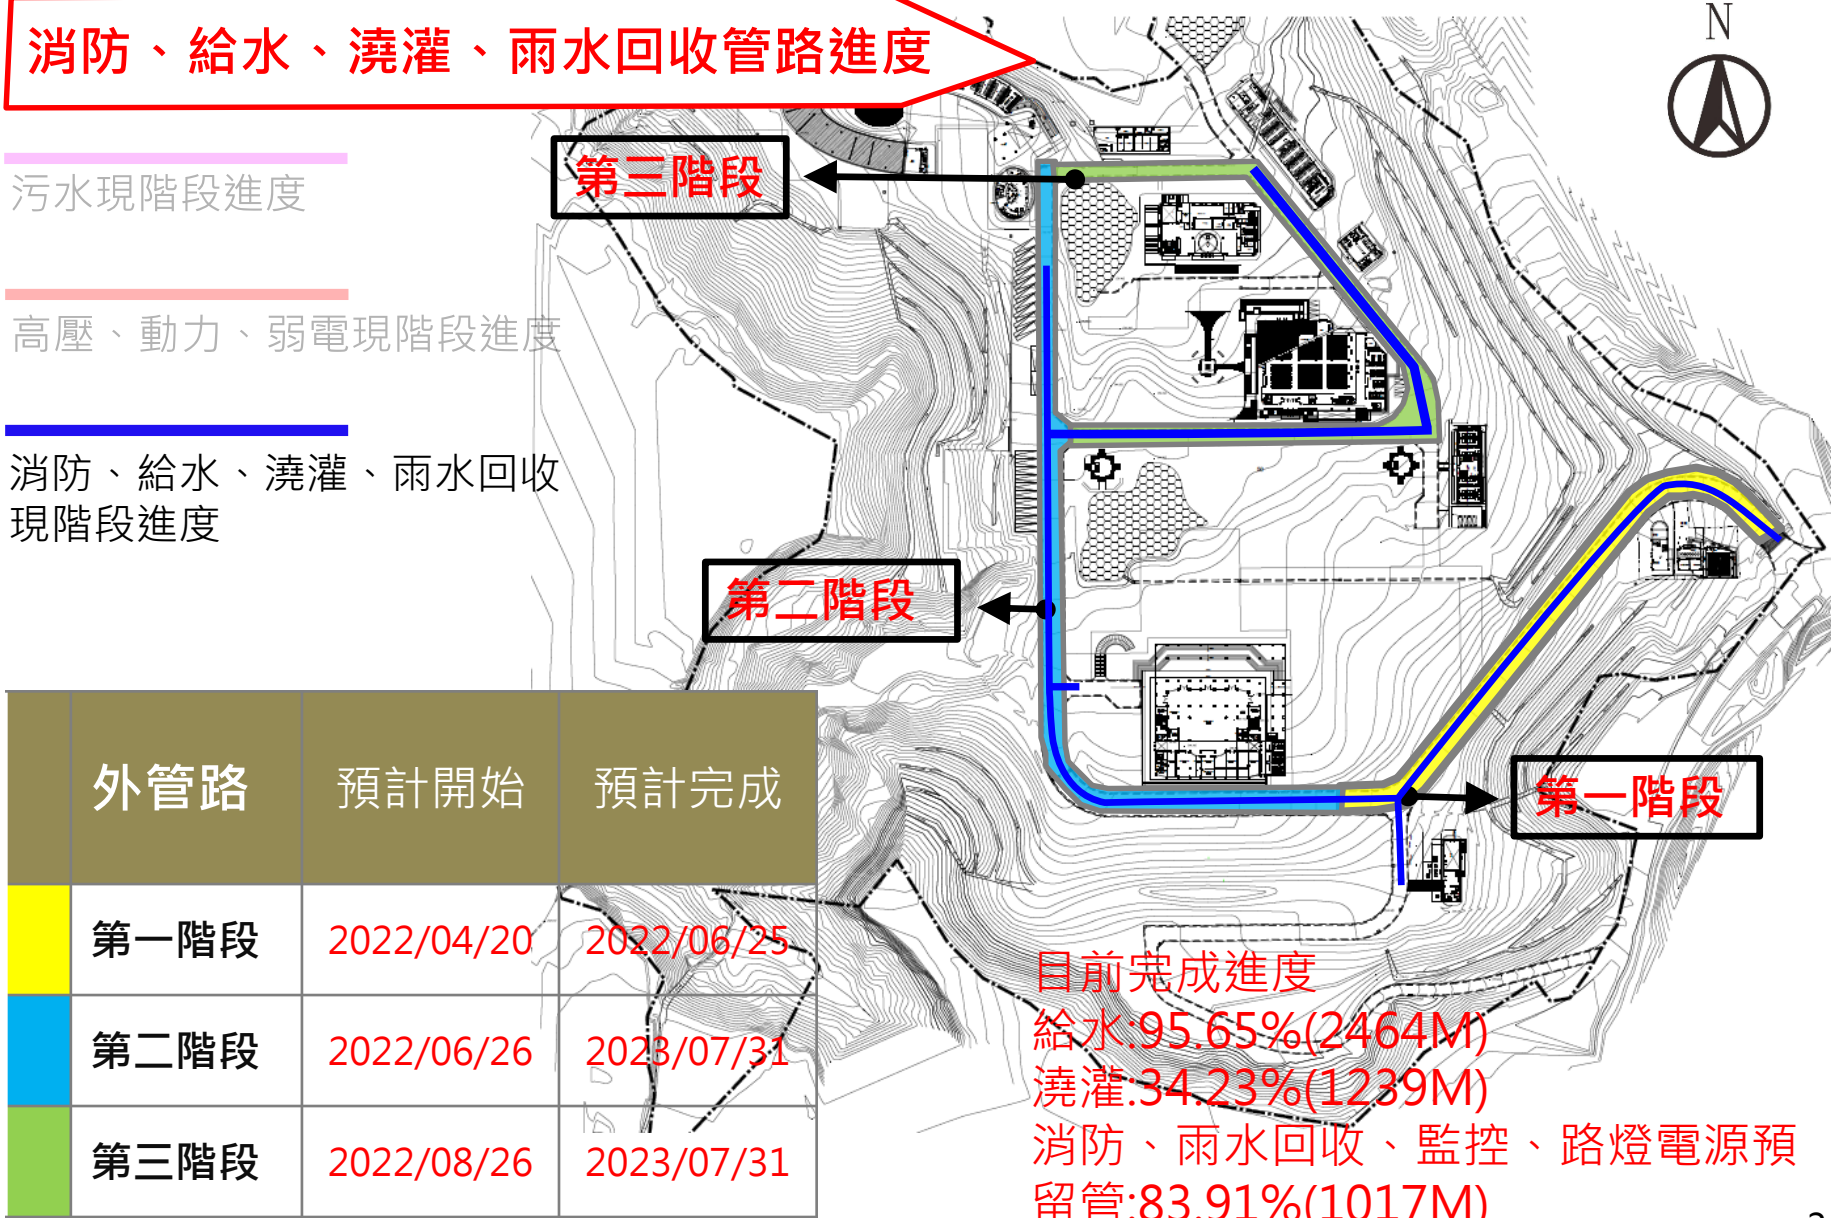 消防、給水、澆灌、雨水回收管路進度
N
污水現階段進度
高壓、動力、弱電現階段進度
消防、給水、澆灌、雨水回收
現階段進度
第三階段
第二階段
第一階段
外管路 預計開始 預計完成
第一階段 2022/04/20 2022/06/25
第二階段 2022/06/26 2023/07/31
第三階段 2022/08/26 2023/07/31
目前完成進度
給水:95.65%(2464M)
澆灌:34.23%(1239M)
消防、雨水回收、監控、路燈電源預
留管:83.91%(1017M)